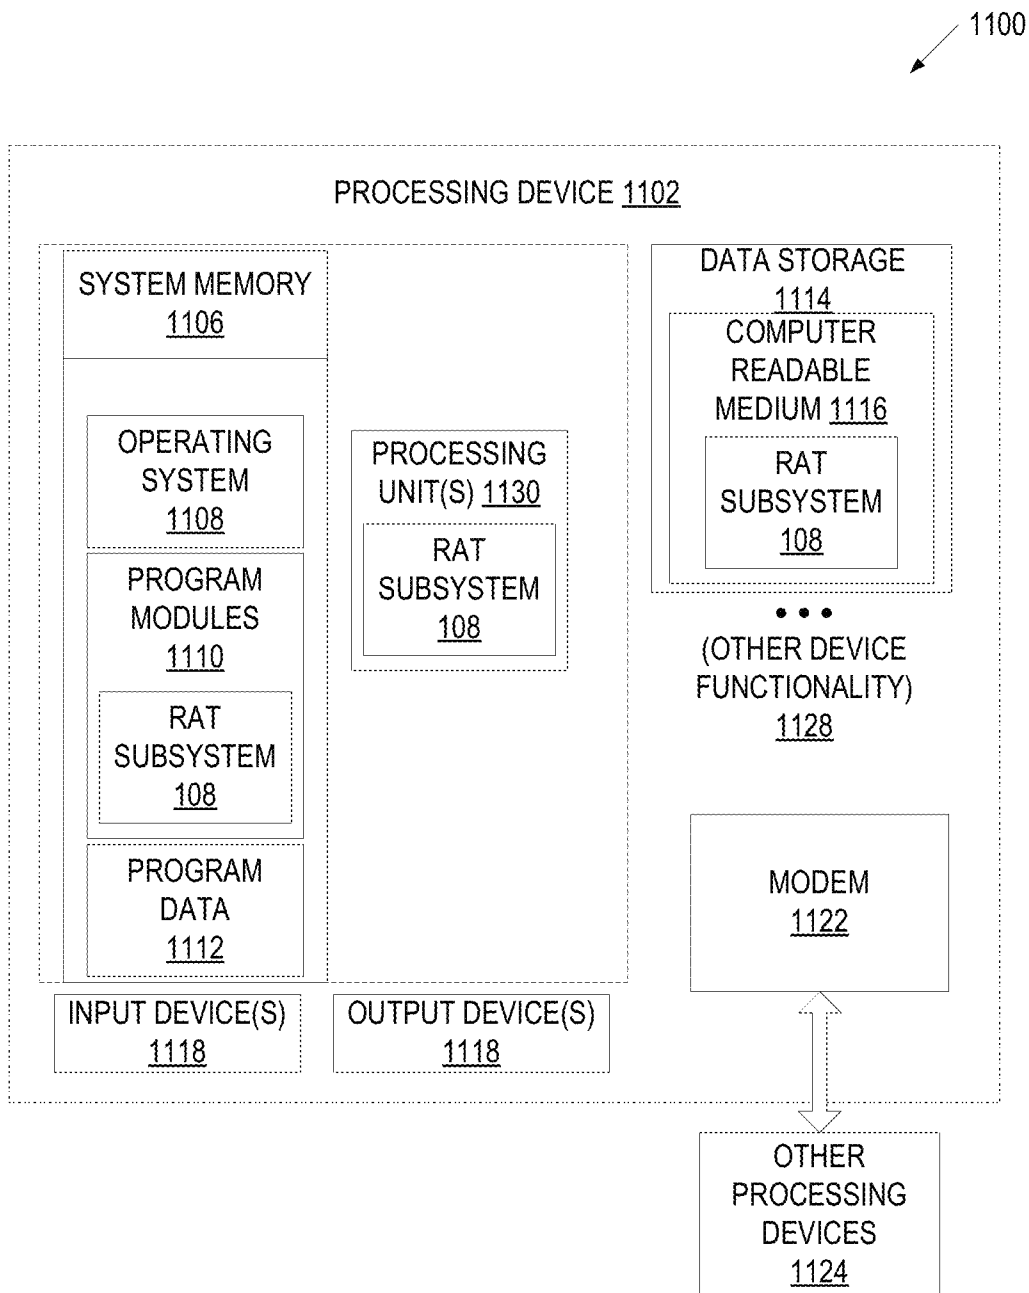 1100
PROCESSING DEVICE 1102
SYSTEM MEMORY
1106
OPERATING
SYSTEM
1108
PROGRAM
MODULES
1110
RAT
SUBSYSTEM
108
PROGRAM
DATA
1112
PROCESSING
UNIT(S) 1130
RAT
SUBSYSTEM
108
DATA STORAGE
1114
COMPUTER
READABLE
MEDIUM 1116
RAT
SUBSYSTEM
108
(OTHER DEVICE
FUNCTIONALITY)
1128
MODEM
1122
INPUT DEVICE(S)
1118
OUTPUT DEVICE(S)
1118
OTHER
PROCESSING
DEVICES
1124